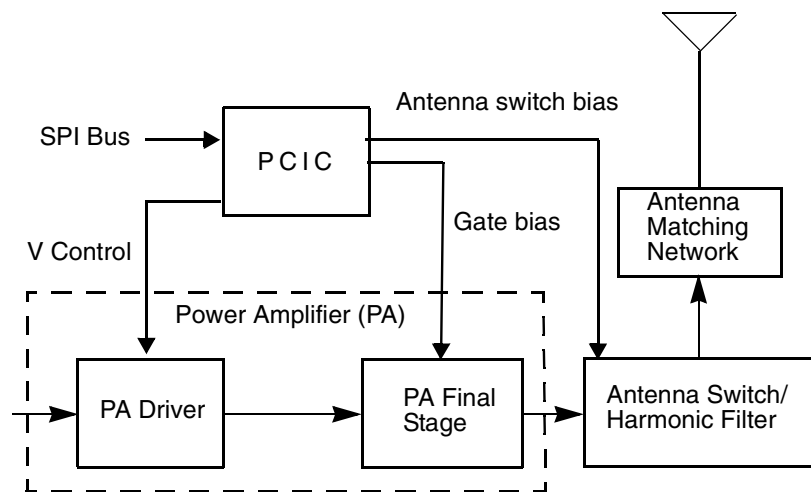 Antenna switch bias
SPI Bus
PCIC
Antenna
Matching
Network
Gate bias
V Control
Power Amplifier (PA)
PA Driver
PA Final
Stage
Antenna Switch/
Harmonic Filter